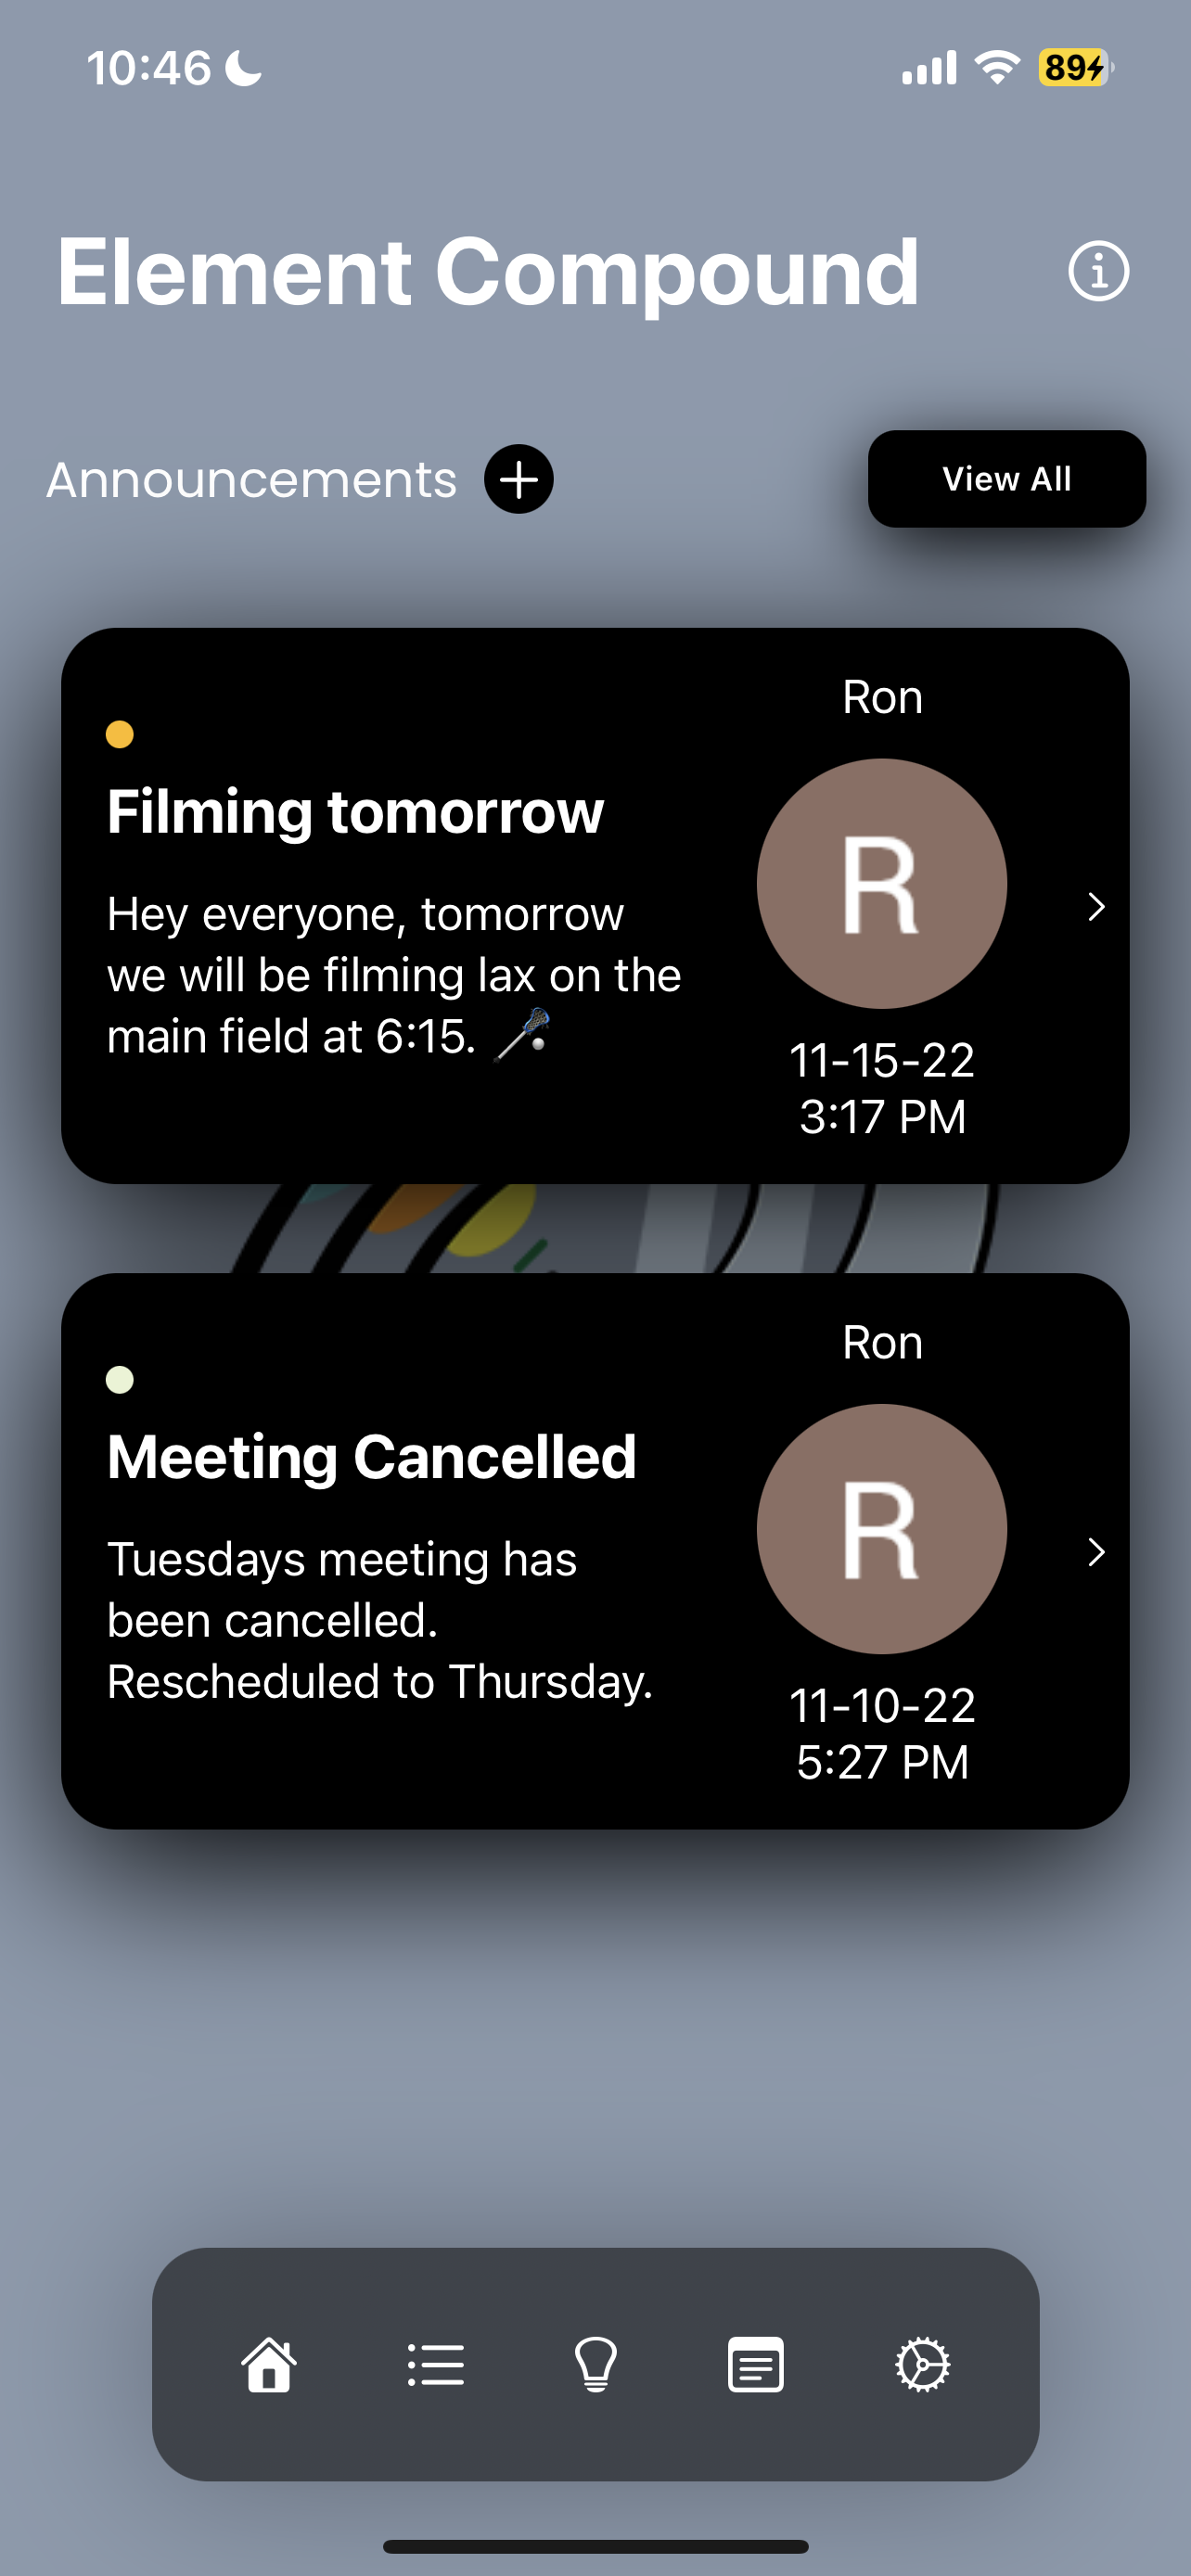 10:46
89
Element Compound
Announcements
View All
Ron
Filming tomorrow
R
Hey everyone, tomorrow
we will be filming lax on the
main field at 6:15. 🥍
11-15-22
3:17 PM
Ron
Meeting Cancelled
R
Tuesdays meeting has
been cancelled.
Rescheduled to Thursday.
11-10-22
5:27 PM